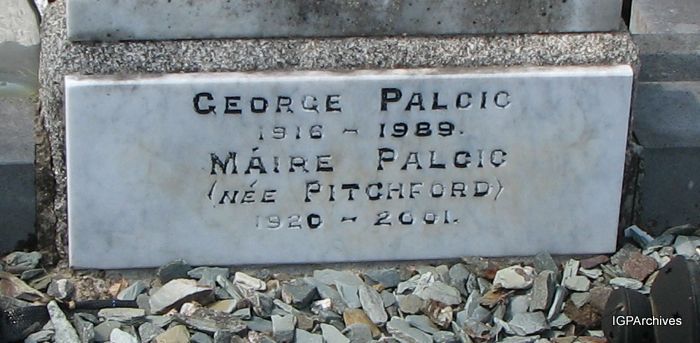 GEORGE PALCIC
1916 - 1989.
MÁIRE PALCIC
(NÉE PITCHFORD)
1920 - 2001.
IGPArchives